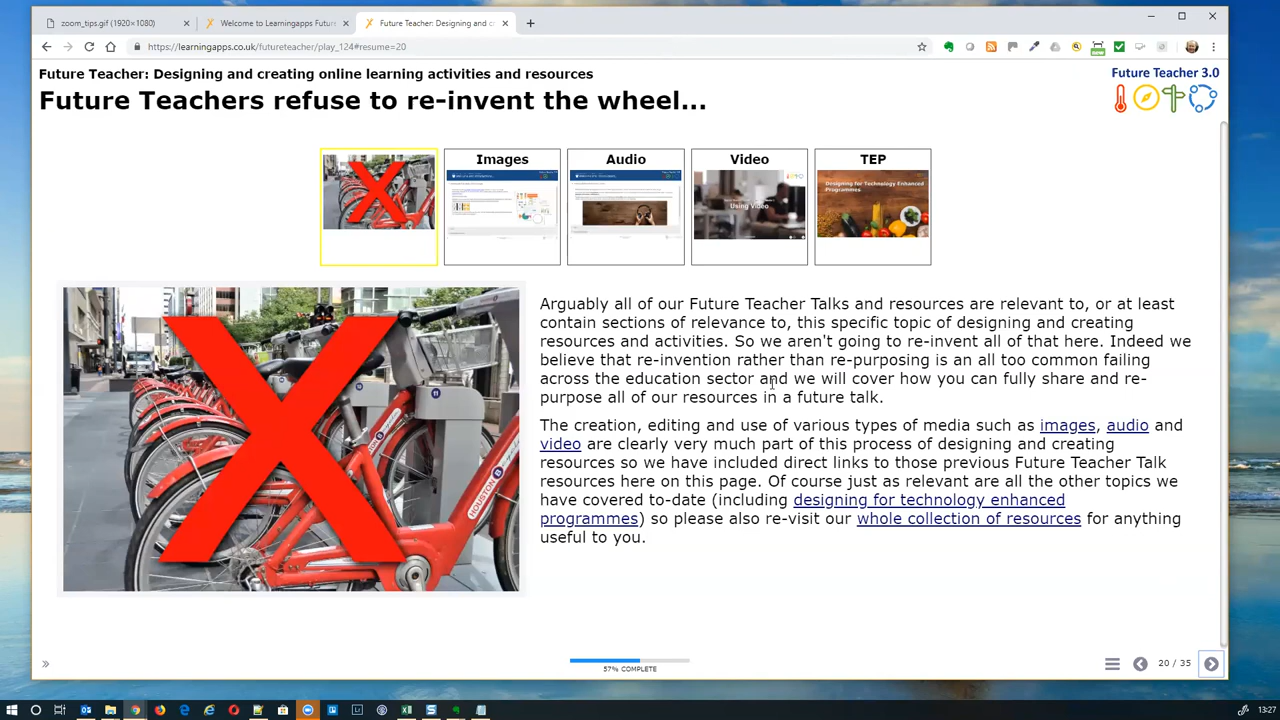 zoom_tips.gif (1920×1080)
Welcome to Learningapps Futur
Future Teacher: Designing and c
https://learningapps.co.uk/futureteacher/play_124#resume=20
Future Teacher: Designing and creating online learning activities and resources
Future Teacher 3.0
Future Teachers refuse to re-invent the wheel...
Images
Audio
Video
TEP
Using Video
Designing for Technology Enhanced
Programmes
Arguably all of our Future Teacher Talks and resources are relevant to, or at least
contain sections of relevance to, this specific topic of designing and creating
resources and activities. So we aren't going to re-invent all of that here. Indeed we
believe that re-invention rather than re-purposing is an all too common failing
across the education sector and we will cover how you can fully share and re-
purpose all of our resources in a future talk.
The creation, editing and use of various types of media such as images, audio and
video are clearly very much part of this process of designing and creating
resources so we have included direct links to those previous Future Teacher Talk
resources here on this page. Of course just as relevant are all the other topics we
have covered to-date (including designing for technology enhanced
programmes) so please also re-visit our whole collection of resources for anything
useful to you.
HOUSTON B
57% COMPLETE
20 / 35
13:27